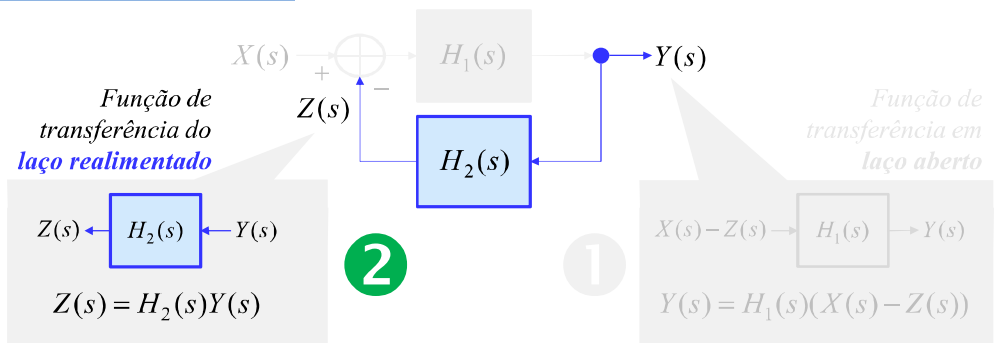 X(s)
+
−
H₁(s)
Y(s)
Z(s)
H₂(s)
Função de
transferência do
laço realimentado
Z(s)
H₂(s)
Y(s)
Z(s) = H₂(s)Y(s)
2
1
Função de
transferência em
laço aberto
X(s)−Z(s)
H₁(s)
Y(s)
Y(s) = H₁(s)(X(s)−Z(s))